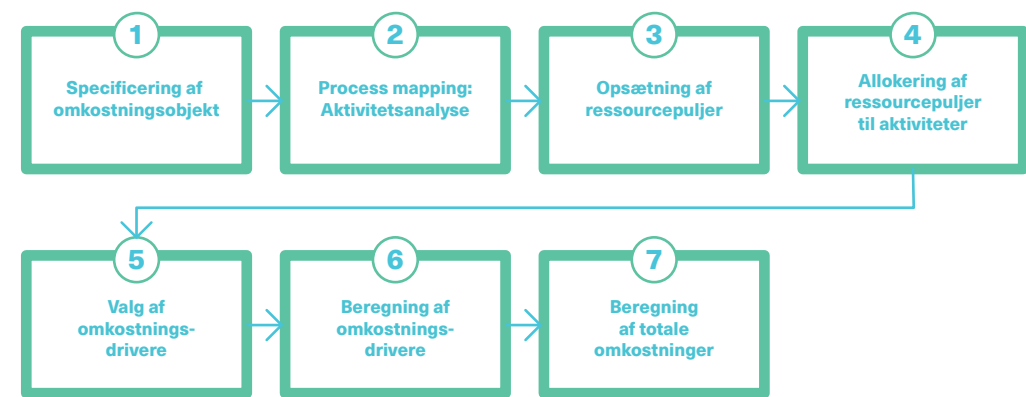 1
Specificering af
omkostningsobjekt
2
Process mapping:
Aktivitetsanalyse
3
Opsætning af
ressourcepuljer
4
Allokering af
ressourcepuljer
til aktiviteter
5
Valg af
omkostnings-
drivere
6
Beregning af
omkostnings-
drivere
7
Beregning
af totale
omkostninger